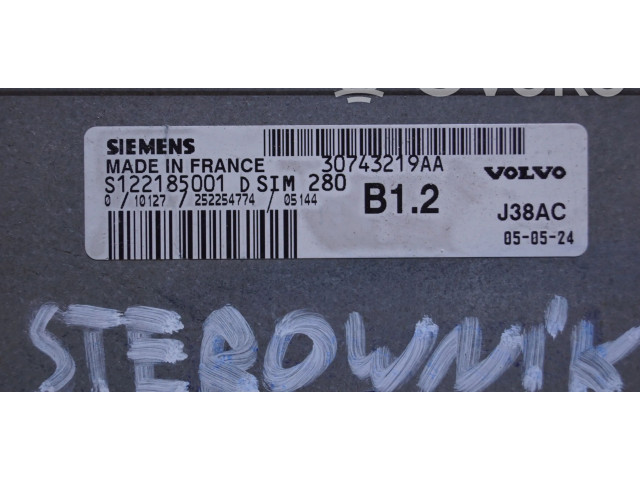 SIEMENS
MADE IN FRANCE 30743219AA VOLVO
S122185001 D SIM 280
0 / 10127 / 252254774 / 05144 B1.2 J38AC
05-05-24
STEROWNIK